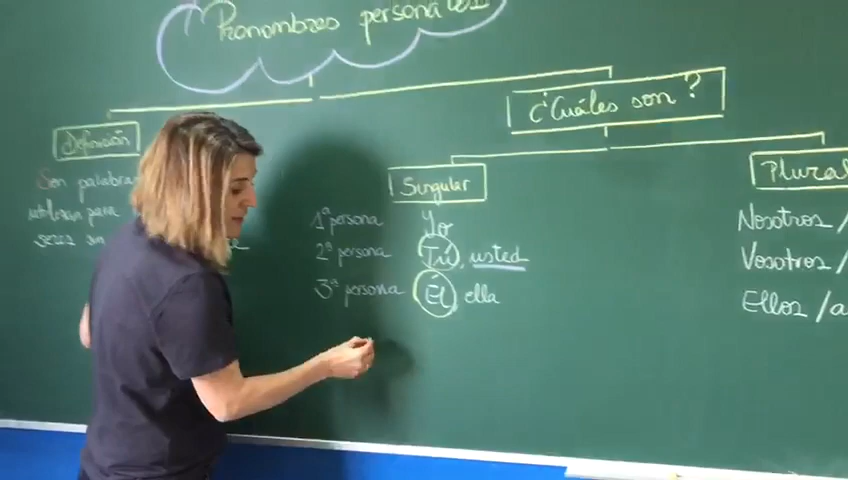 Pronombres personales
Definición
Son palabras
para
¿Cuáles son?
Singular
1ª persona Yo
2ª persona Tú, usted
3ª persona Él ella
Plural
Nosotros /
Vosotros /
Ellos /a